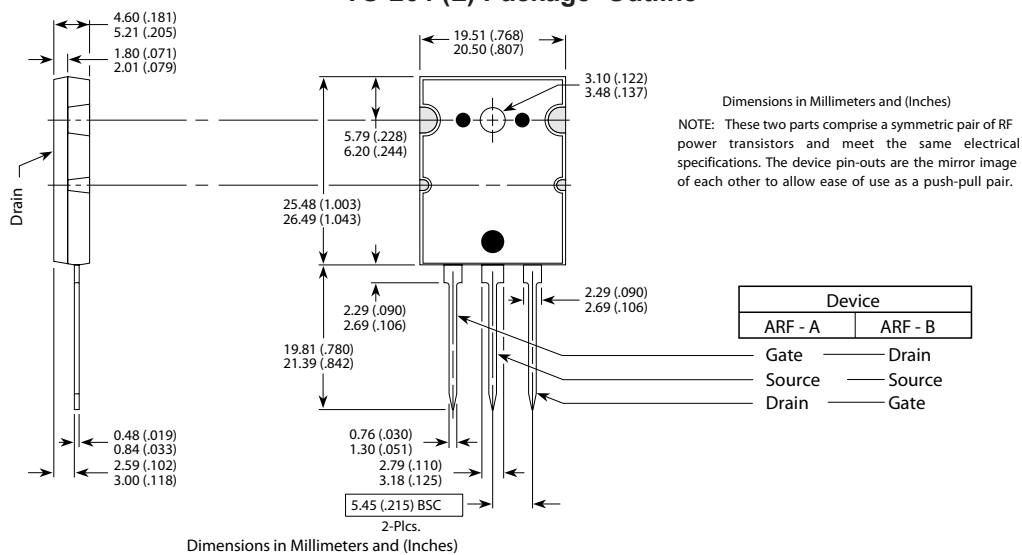 4.60 (.181)
5.21 (.205)
1.80 (.071)
2.01 (.079)
19.51 (.768)
20.50 (.807)
3.10 (.122)
3.48 (.137)
5.79 (.228)
6.20 (.244)
Drain
25.48 (1.003)
26.49 (1.043)
2.29 (.090)
2.69 (.106)
2.29 (.090)
2.69 (.106)
19.81 (.780)
21.39 (.842)
0.48 (.019)
0.84 (.033)
2.59 (.102)
3.00 (.118)
0.76 (.030)
1.30 (.051)
2.79 (.110)
3.18 (.125)
5.45 (.215) BSC
2-Plcs.
Dimensions in Millimeters and (Inches)
Dimensions in Millimeters and (Inches)
NOTE: These two parts comprise a symmetric pair of RF
power transistors and meet the same electrical
specifications. The device pin-outs are the mirror image
of each other to allow ease of use as a push-pull pair.
Device
ARF - A ARF - B
Gate Drain
Source Source
Drain Gate